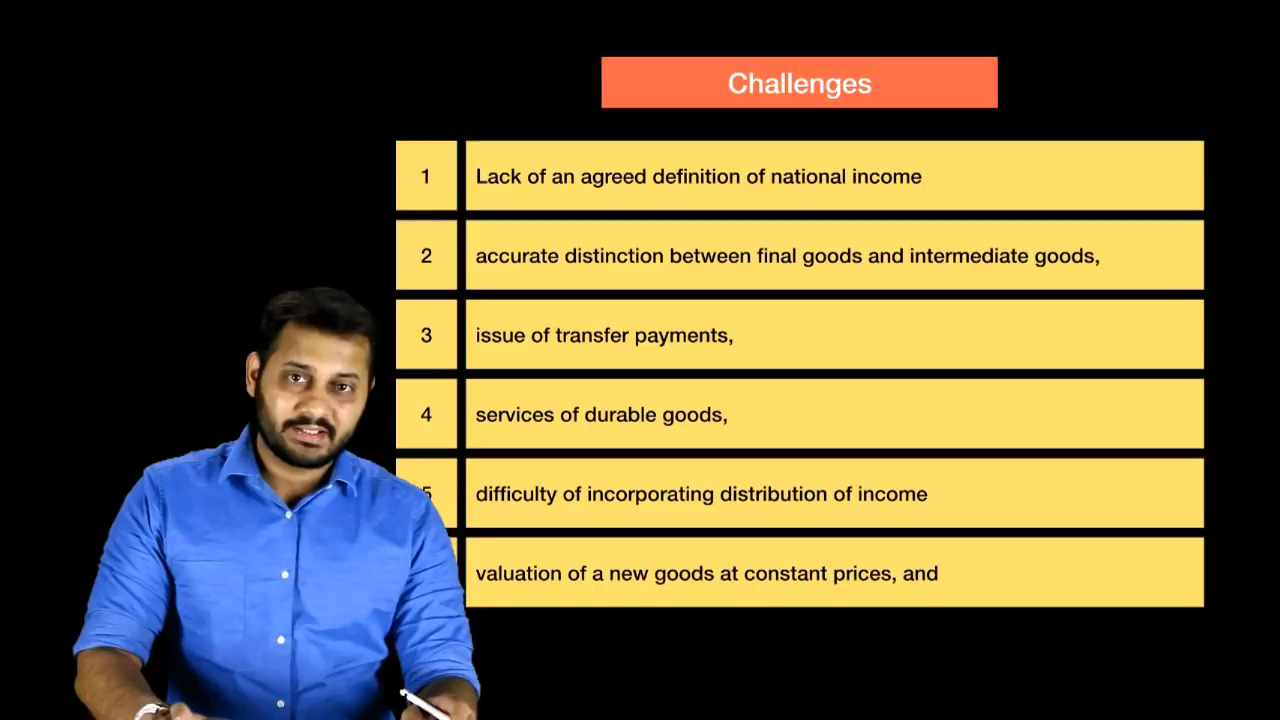 Challenges
1 Lack of an agreed definition of national income
2 accurate distinction between final goods and intermediate goods,
3 issue of transfer payments,
4 services of durable goods,
5 difficulty of incorporating distribution of income
valuation of a new goods at constant prices, and